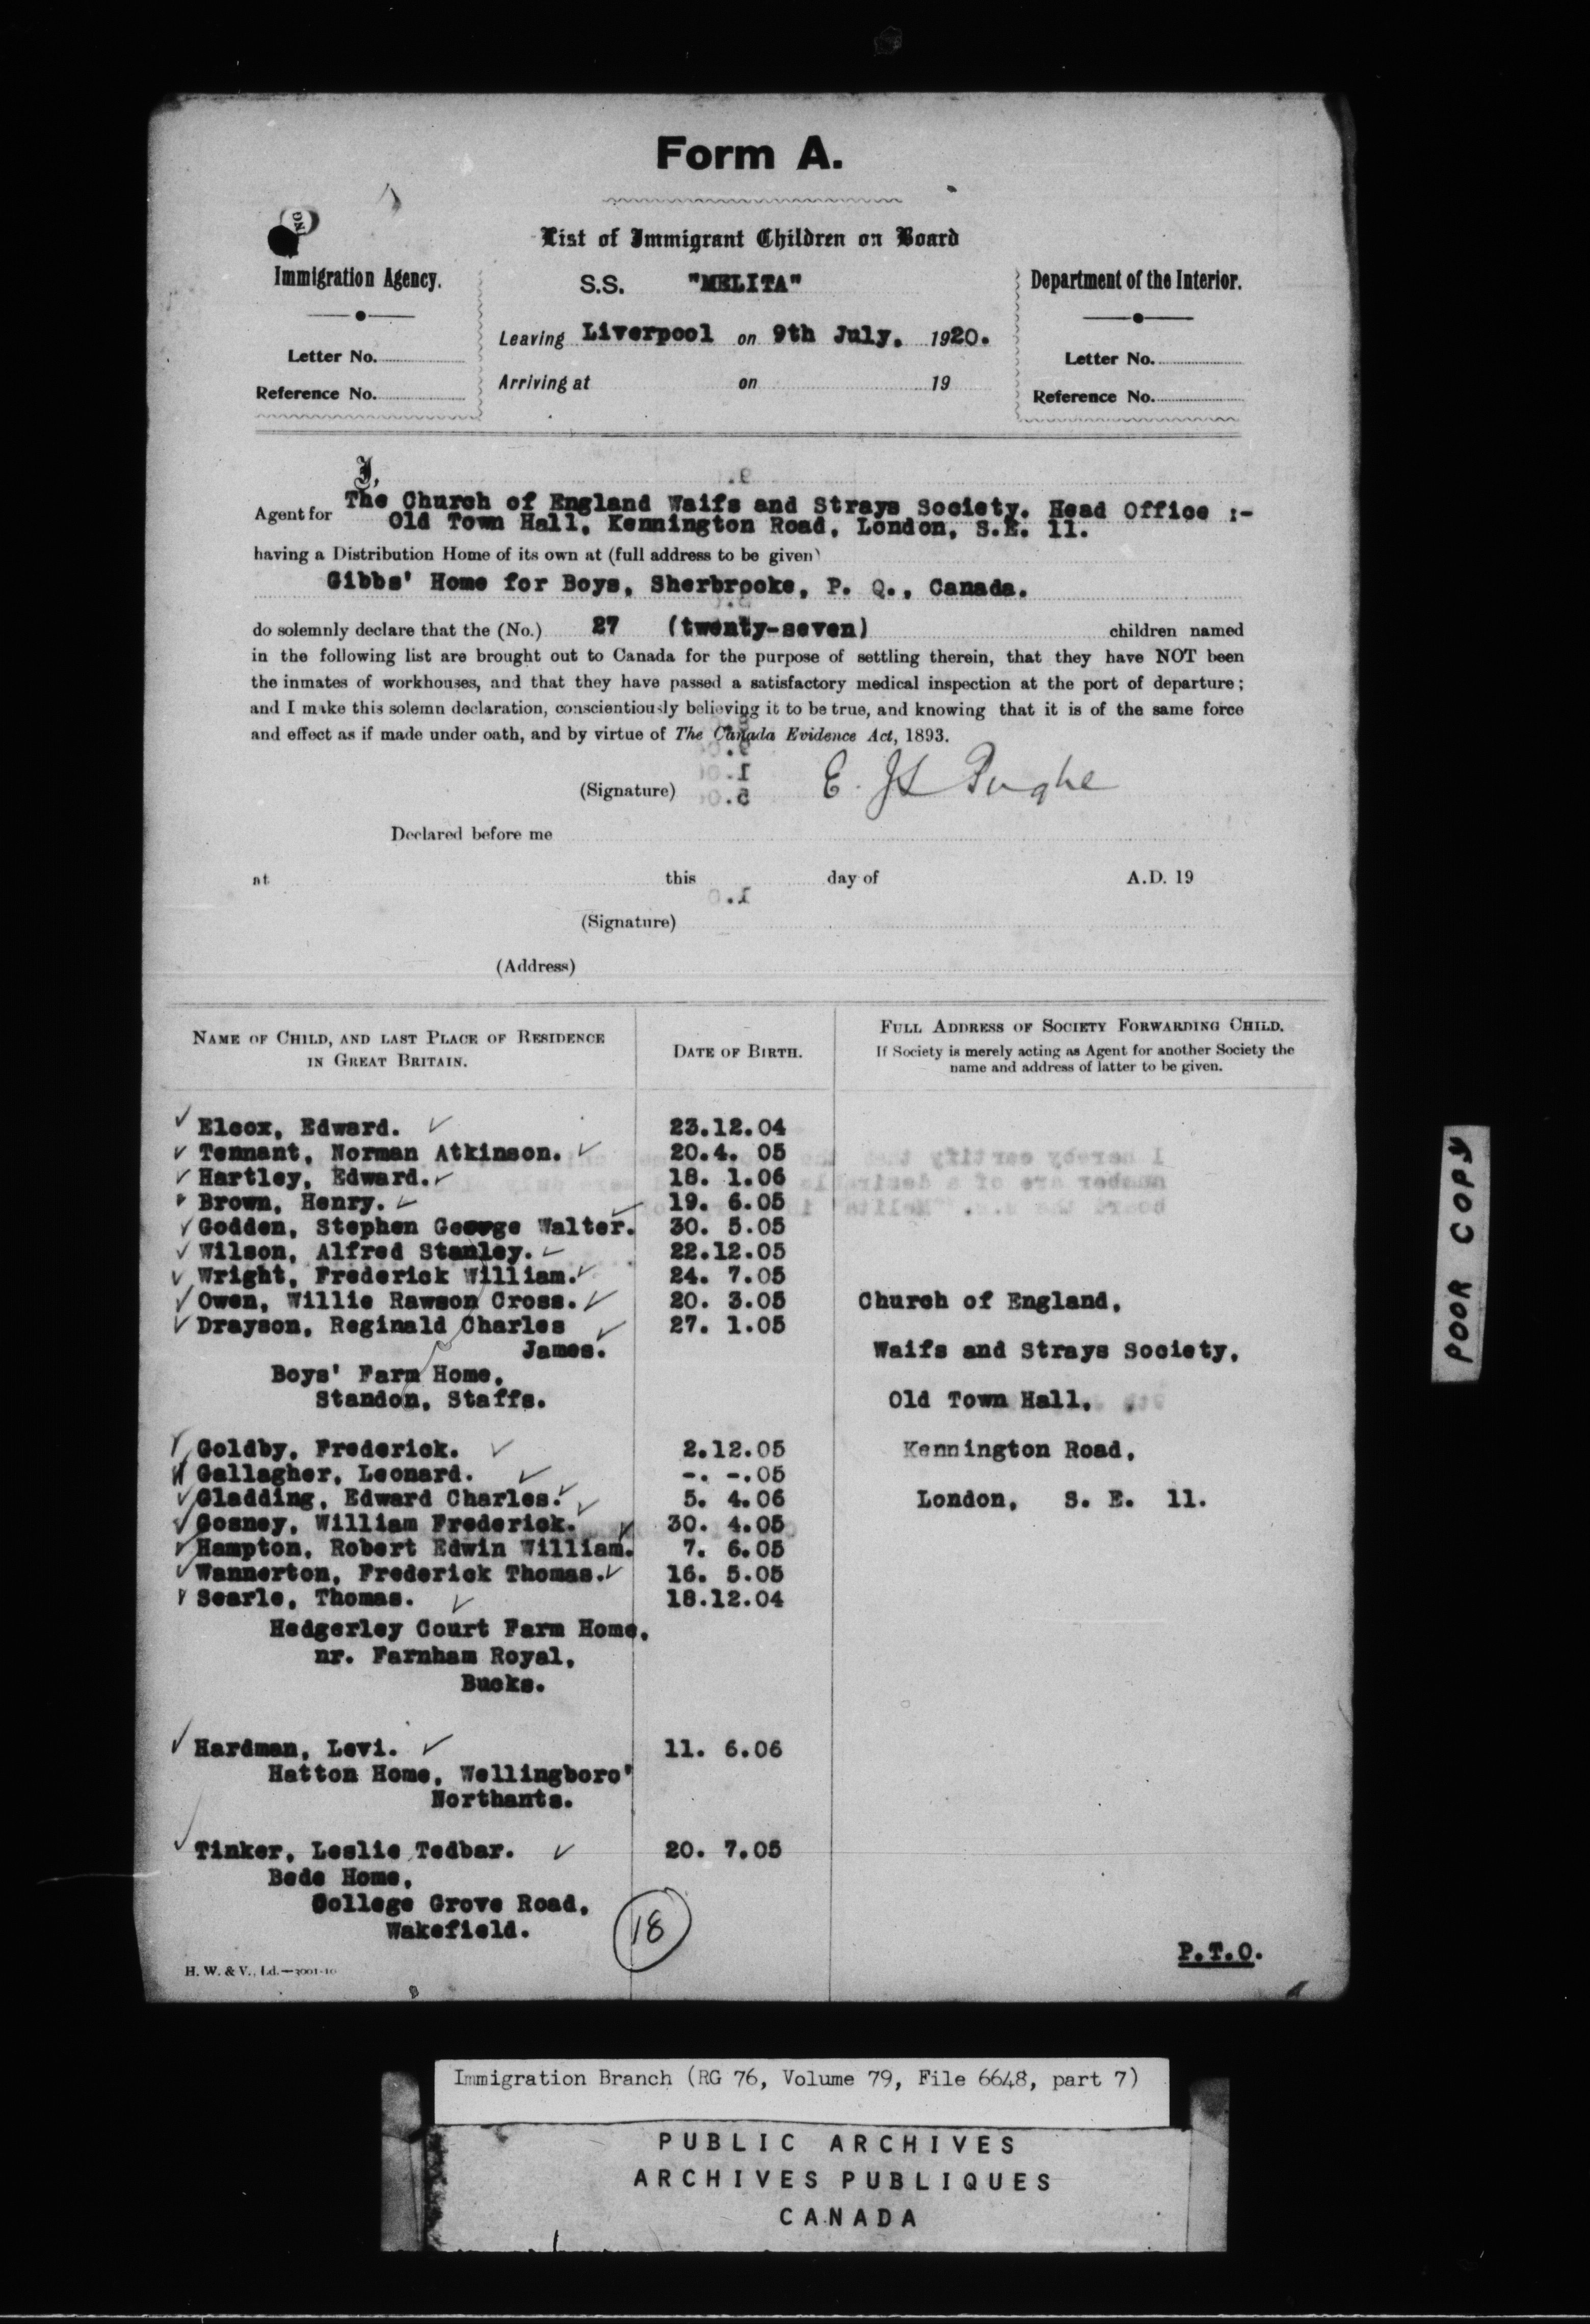 Form A.
List of Immigrant Children on Board
Immigration Agency.
S.S. "MELITA"
Department of the Interior.
Leaving Liverpool on 9th July, 1920.
Letter No.
Letter No.
Arriving at on 19
Reference No.
Reference No.
I,
Agent for The Church of England Waifs and Strays Society. Head Office :-
Old Town Hall, Kennington Road, London, S.E. 11.
having a Distribution Home of its own at (full address to be given)
Gibbs' Home for Boys, Sherbrooke, P. Q., Canada.
do solemnly declare that the (No.) 27 (twenty-seven) children named
in the following list are brought out to Canada for the purpose of settling therein, that they have NOT been
the inmates of workhouses, and that they have passed a satisfactory medical inspection at the port of departure;
and I make this solemn declaration, conscientiously believing it to be true, and knowing that it is of the same force
and effect as if made under oath, and by virtue of The Canada Evidence Act, 1893.
(Signature) E. Pughe
Declared before me
at this day of A.D. 19
(Signature)
(Address)
NAME OF CHILD, AND LAST PLACE OF RESIDENCE
IN GREAT BRITAIN.
DATE OF BIRTH.
FULL ADDRESS OF SOCIETY FORWARDING CHILD.
If Society is merely acting as Agent for another Society the
name and address of latter to be given.
Elcox, Edward. 23.12.04
Tennant, Norman Atkinson. 20.4. 05
Hartley, Edward. 18. 1.06
Brown, Henry. 19. 6.05
Godden, Stephen George Walter. 30. 5.05
Wilson, Alfred Stanley. 22.12.05
Wright, Frederick William. 24. 7.05
Owen, Willie Rawson Cross. 20. 3.05 Church of England,
Drayson, Reginald Charles 27. 1.05
James. Waifs and Strays Society,
Boys' Farm Home,
Standon, Staffs. Old Town Hall,
Goldby, Frederick. 2.12.05 Kennington Road,
Gallagher, Leonard. -. -.05
Gladding, Edward Charles. 5. 4.06 London, S. E. 11.
Gosney, William Frederick. 30. 4.05
Hampton, Robert Edwin William. 7. 6.05
Wannerton, Frederick Thomas. 16. 5.05
Searle, Thomas. 18.12.04
Hedgerley Court Farm Home,
nr. Farnham Royal,
Bucks.
Hardman, Levi. 11. 6.06
Hatton Home, Wellingboro'
Northants.
Tinker, Leslie Tedbar. 20. 7.05
Bede Home,
College Grove Road,
Wakefield.
18
P.T.O.
H. W. & V., Ld.—3001-10
POOR COPY
Immigration Branch (RG 76, Volume 79, File 6648, part 7)
PUBLIC ARCHIVES
ARCHIVES PUBLIQUES
CANADA